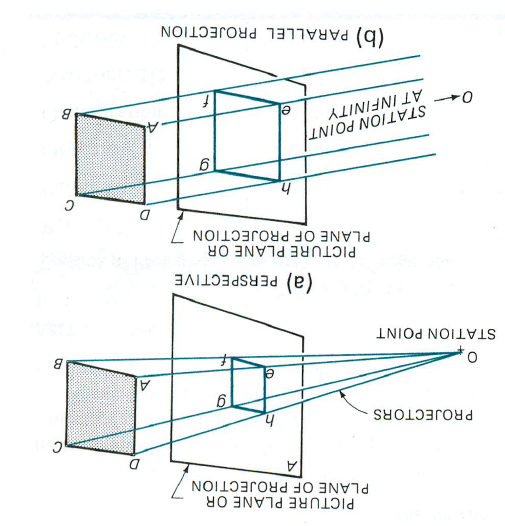 PICTURE PLANE OR
PLANE OF PROJECTION
A
D
C
PROJECTORS
h
g
O
STATION POINT
e
f
A
B
(a) PERSPECTIVE
PICTURE PLANE OR
PLANE OF PROJECTION
D
C
h
g
O
STATION POINT
AT INFINITY
e
f
A
B
(b) PARALLEL PROJECTION